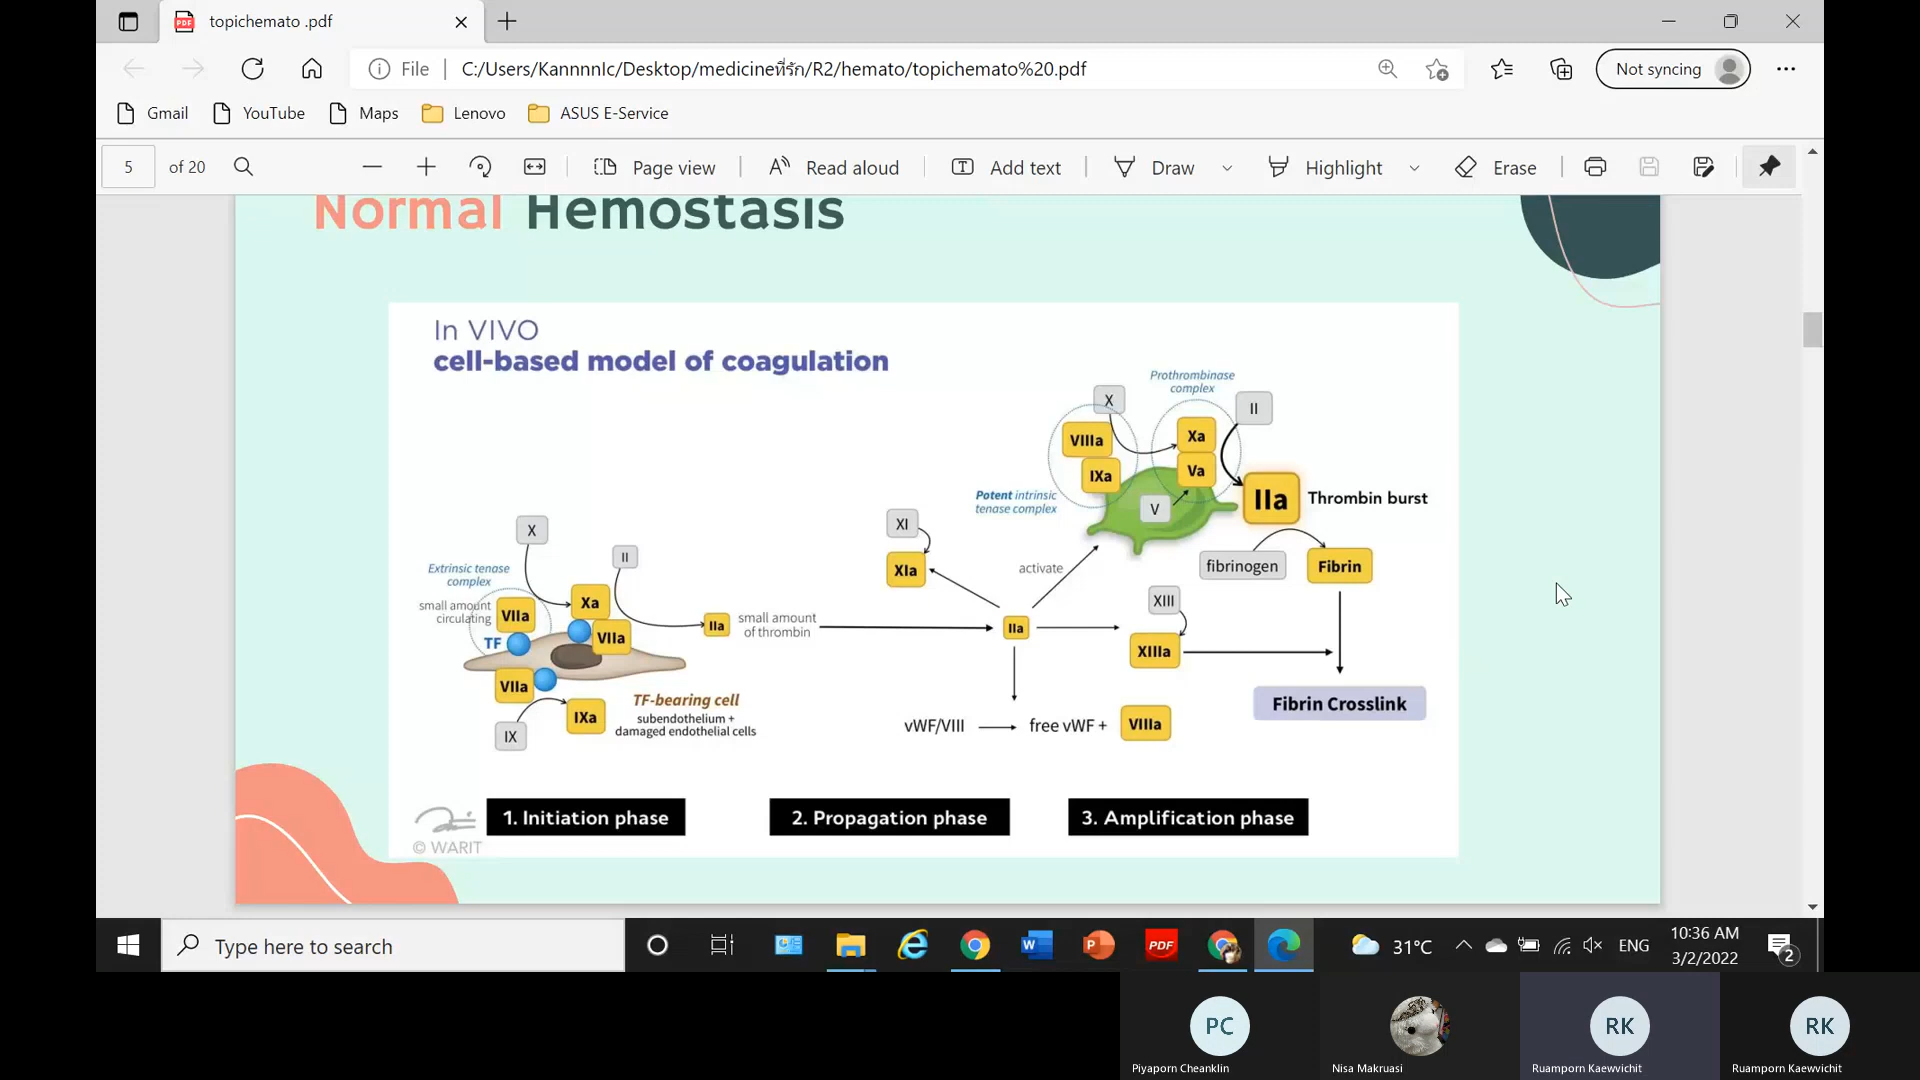 topichemato .pdf
File
C:/Users/KannnnIc/Desktop/medicineที่รัก/R2/hemato/topichemato%20.pdf
Not syncing
Gmail
YouTube
Maps
Lenovo
ASUS E-Service
5
of 20
Page view
Read aloud
Add text
Draw
Highlight
Erase
Normal Hemostasis
In VIVO
cell-based model of coagulation
Prothrombinase
complex
X
II
VIIIa
Xa
IXa
Va
Potent intrinsic
tenase complex
V
IIa
Thrombin burst
X
XI
II
XIa
activate
fibrinogen
Fibrin
Extrinsic tenase
complex
small amount
circulating
VIIa
Xa
XIII
TF
VIIa
IIa
small amount
of thrombin
IIa
XIIIa
VIIa
TF-bearing cell
subendothelium +
damaged endothelial cells
IXa
IX
vWF/VIII
free vWF +
VIIIa
Fibrin Crosslink
1. Initiation phase
2. Propagation phase
3. Amplification phase
© WARIT
Type here to search
PDF
31°C
ENG
10:36 AM
3/2/2022
2
PC
RK
RK
Piyaporn Cheanklin
Nisa Makruasi
Ruamporn Kaewvichit
Ruamporn Kaewvichit